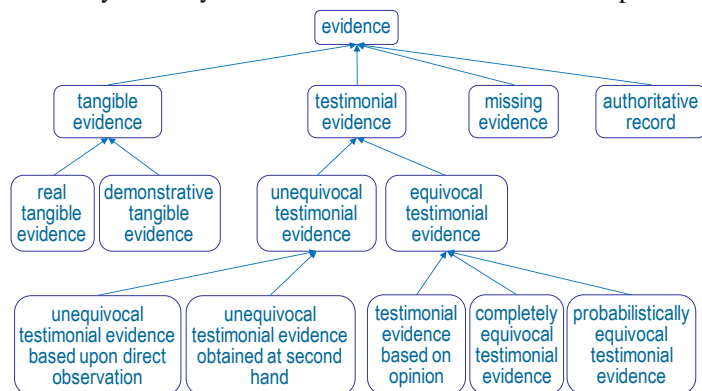 evidence
tangible
evidence
testimonial
evidence
missing
evidence
authoritative
record
real
tangible
evidence
demonstrative
tangible
evidence
unequivocal
testimonial
evidence
equivocal
testimonial
evidence
unequivocal
testimonial evidence
based upon direct
observation
unequivocal
testimonial evidence
obtained at second
hand
testimonial
evidence
based on
opinion
completely
equivocal
testimonial
evidence
probabilistically
equivocal
testimonial
evidence